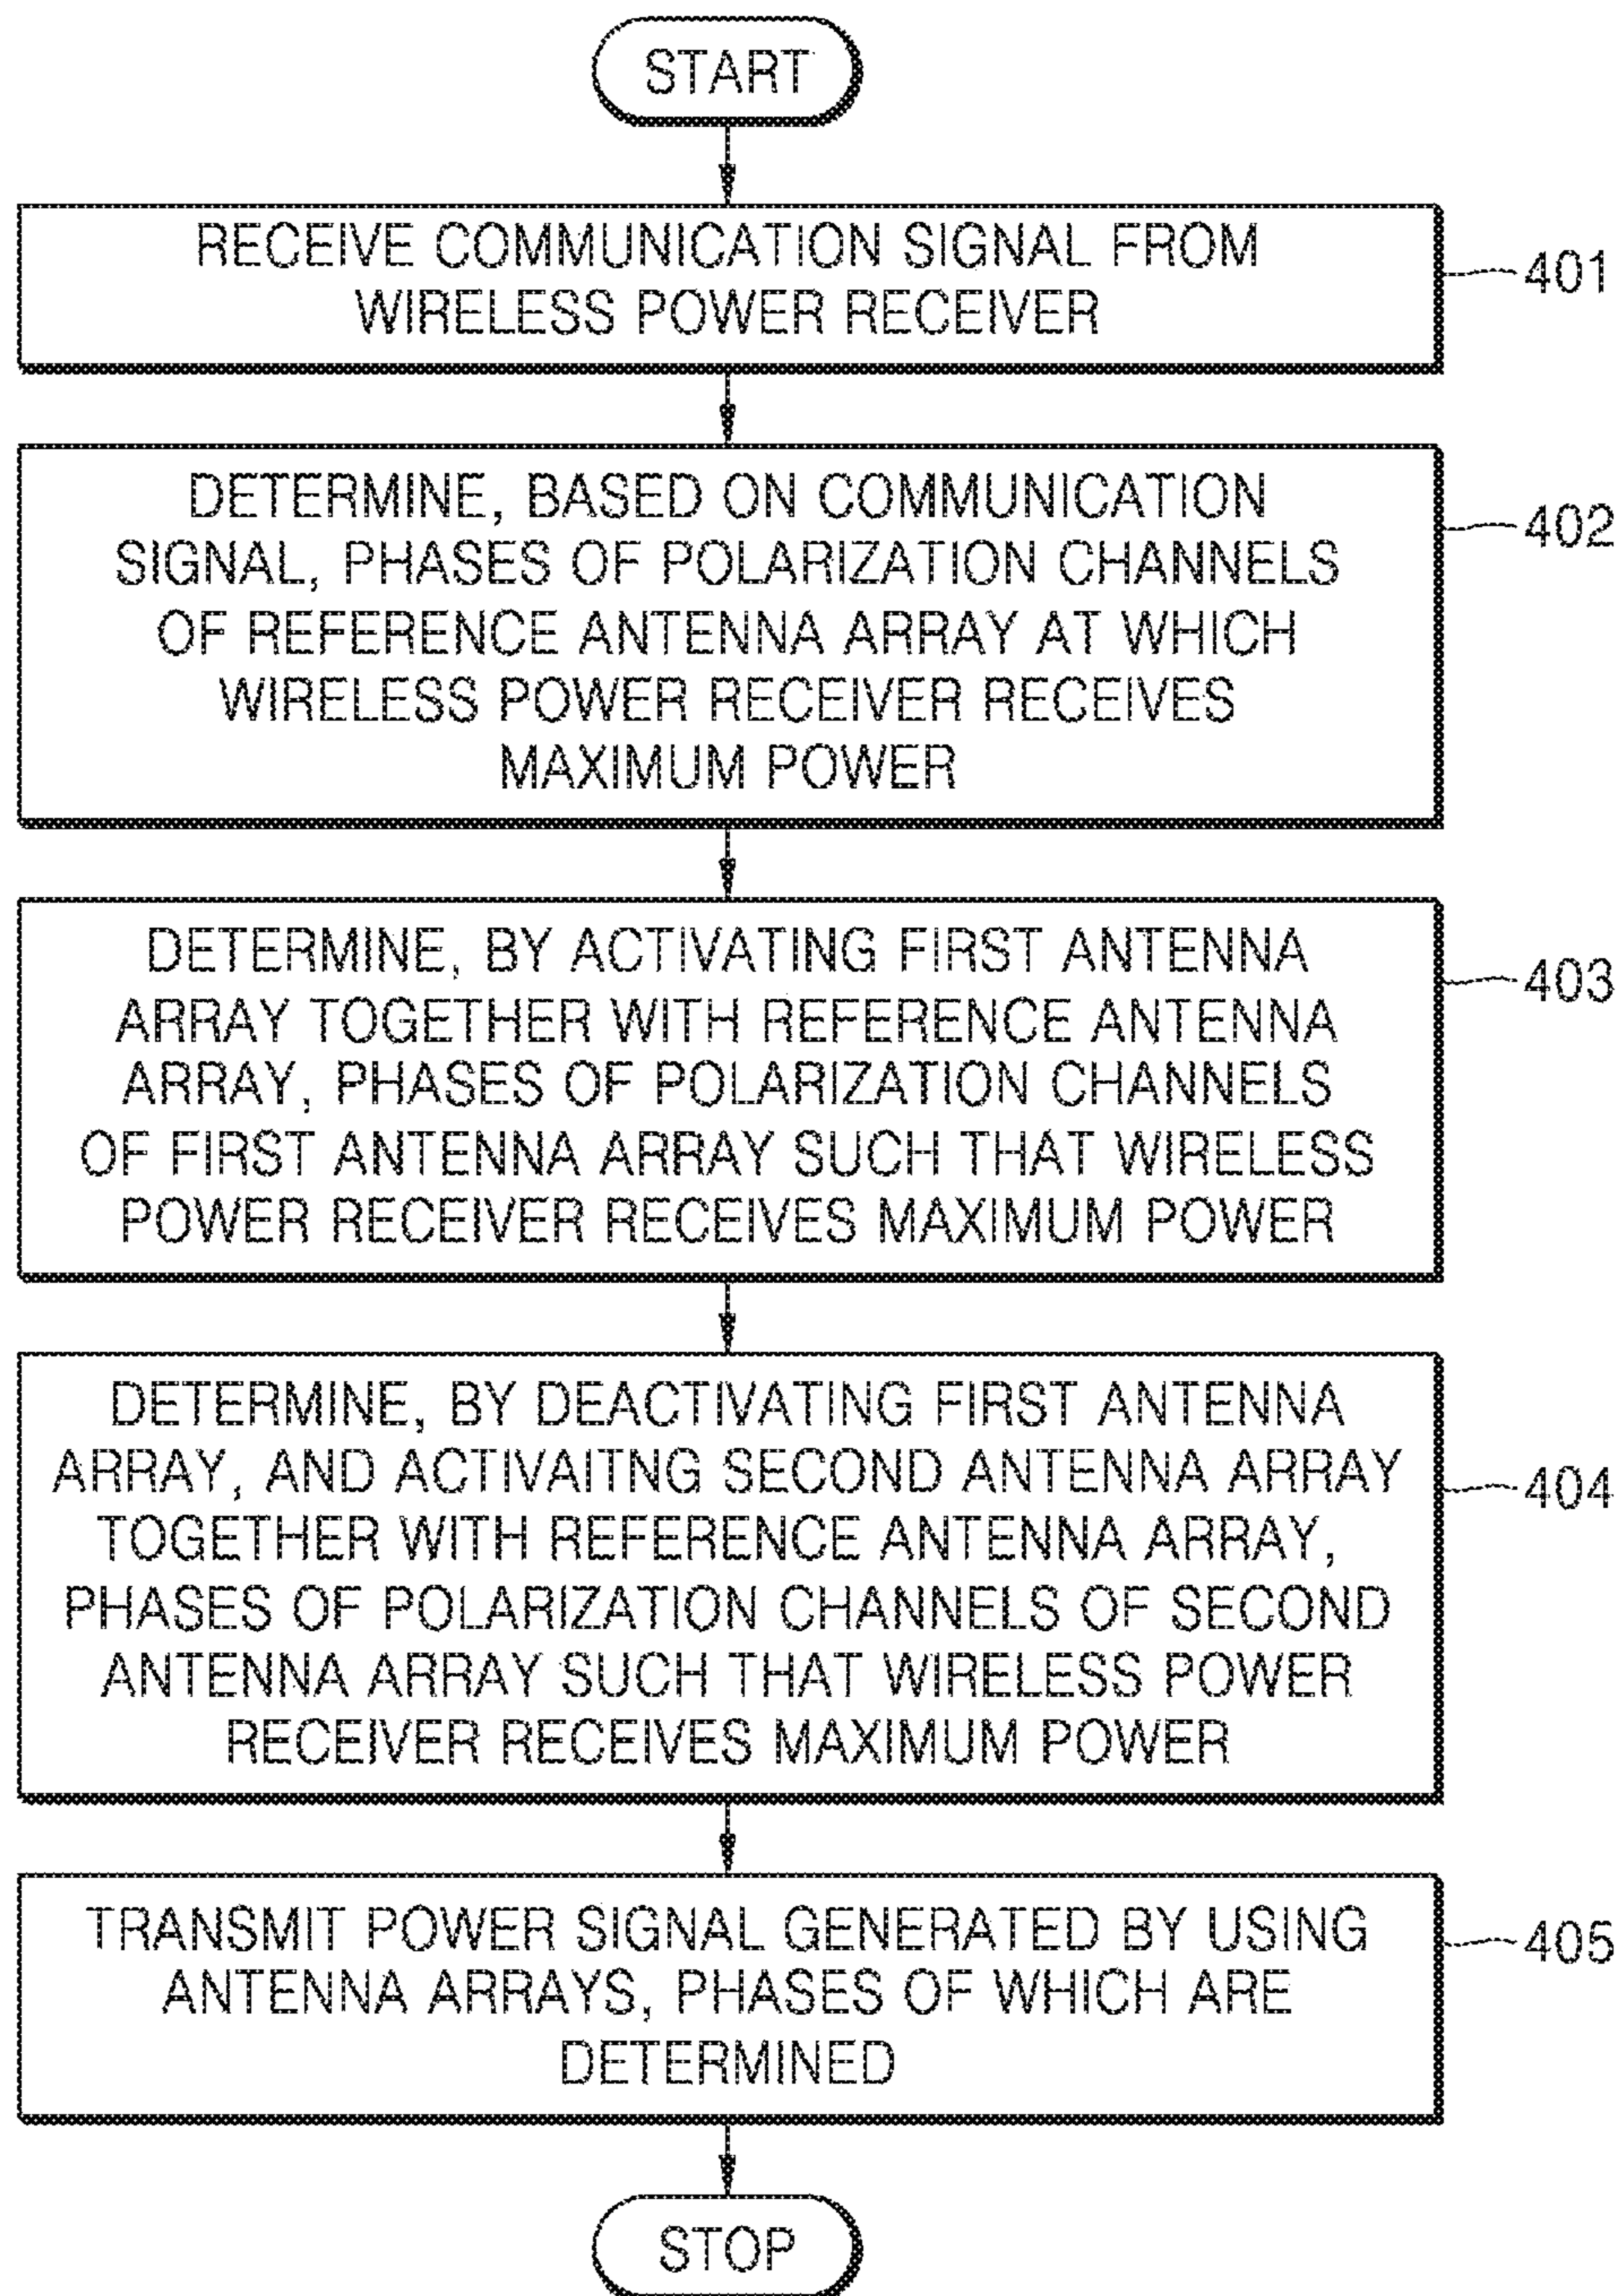 START
RECEIVE COMMUNICATION SIGNAL FROM
WIRELESS POWER RECEIVER
401
DETERMINE, BASED ON COMMUNICATION
SIGNAL, PHASES OF POLARIZATION CHANNELS
OF REFERENCE ANTENNA ARRAY AT WHICH
WIRELESS POWER RECEIVER RECEIVES
MAXIMUM POWER
402
DETERMINE, BY ACTIVATING FIRST ANTENNA
ARRAY TOGETHER WITH REFERENCE ANTENNA
ARRAY, PHASES OF POLARIZATION CHANNELS
OF FIRST ANTENNA ARRAY SUCH THAT WIRELESS
POWER RECEIVER RECEIVES MAXIMUM POWER
403
DETERMINE, BY DEACTIVATING FIRST ANTENNA
ARRAY, AND ACTIVAITNG SECOND ANTENNA ARRAY
TOGETHER WITH REFERENCE ANTENNA ARRAY,
PHASES OF POLARIZATION CHANNELS OF SECOND
ANTENNA ARRAY SUCH THAT WIRELESS POWER
RECEIVER RECEIVES MAXIMUM POWER
404
TRANSMIT POWER SIGNAL GENERATED BY USING
ANTENNA ARRAYS, PHASES OF WHICH ARE
DETERMINED
405
STOP